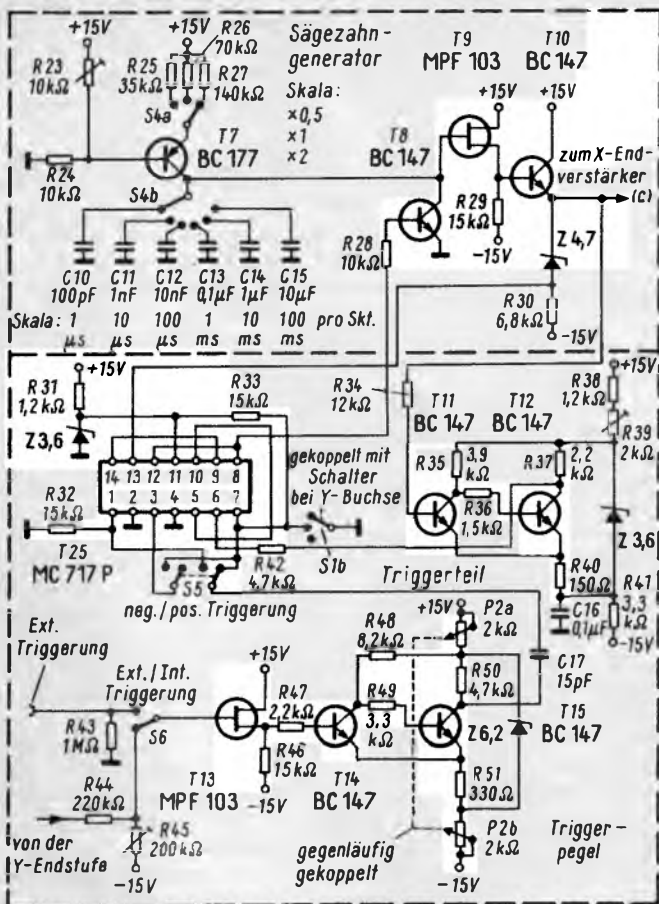 +15V
R23
10kΩ
+15V
R26
70kΩ
R25
35kΩ
R27
140kΩ
S4a
Sägezahn-
generator
Skala:
×0,5
×1
×2
T7
BC 177
R24
10kΩ
S4b
C10
100pF
C11
1nF
C12
10nF
C13
0,1µF
C14
1µF
C15
10µF
Skala: 1
µs
10
µs
100
µs
1
ms
10
ms
100
ms
pro Skt.
T9
MPF 103
T10
BC 147
+15V
+15V
T8
BC 147
R29
15kΩ
-15V
R28
10kΩ
zum X-End-
verstärker
(C)
Z 4,7
R30
6,8kΩ
-15V
+15V
R31
1,2kΩ
Z 3,6
R33
15kΩ
14 13 12 11 10 9 8
1 2 3 4 5 6 7
R32
15kΩ
T25
MC 717 P
gekoppelt mit
Schalter
bei Y-Buchse
S1b
R42
4.7kΩ
S5
neg./pos. Triggerung
Triggerteil
R34
12kΩ
T11
BC 147
T12
BC 147
R35
3,9
kΩ
R36
1,5kΩ
R37
2,2
kΩ
+15V
R38
1,2kΩ
R39
2kΩ
Z 3,6
R40
150Ω
C16
0,1µF
R41
3,3
kΩ
-15V
Ext.
Triggerung
Ext./Int.
Triggerung
S6
R43
1MΩ
R44
220kΩ
von der
Y-Endstufe
R45
200kΩ
-15V
+15V
T13
MPF 103
R46
15kΩ
-15V
R47
2,2kΩ
T14
BC 147
R48
8,2kΩ
R49
3,3
kΩ
+15V
P2a
2kΩ
R50
4,7kΩ
C17
15pF
Z6,2
T15
BC 147
R51
330Ω
P2b
2kΩ
-15V
gegenläufig
gekoppelt
Trigger-
pegel